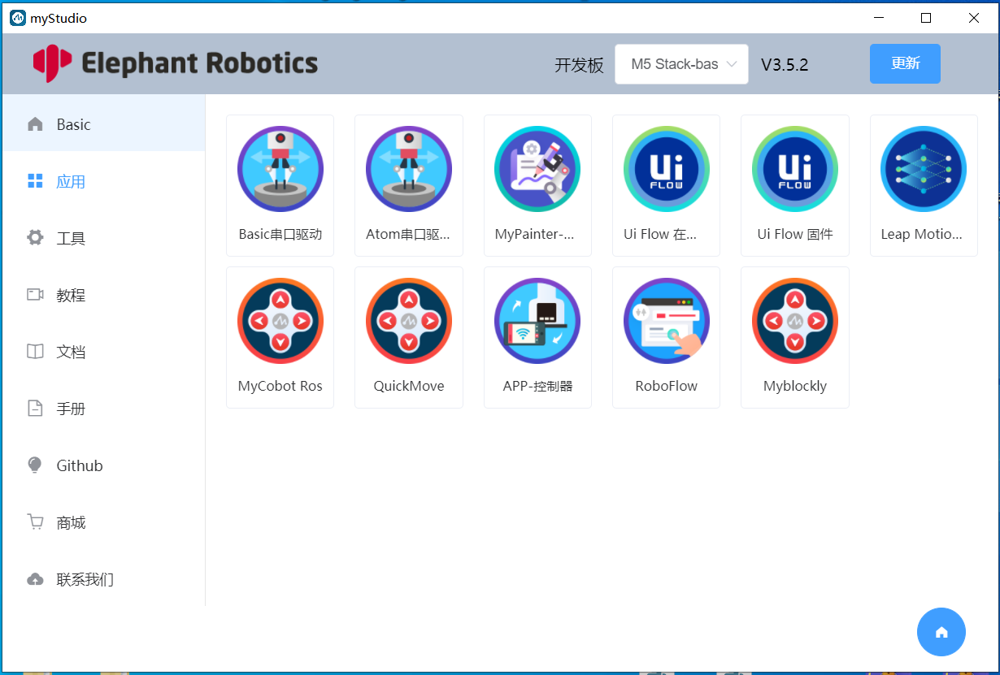 myStudio
Elephant Robotics
开发板
M5 Stack-bas
V3.5.2
更新
Basic
应用
工具
教程
文档
手册
Github
商城
联系我们
Basic串口驱动
Atom串口驱...
MyPainter-...
Ui FLOW
Ui Flow 在...
Ui FLOW
Ui Flow 固件
Leap Motio...
MyCobot Ros
QuickMove
APP-控制器
RoboFlow
Myblockly